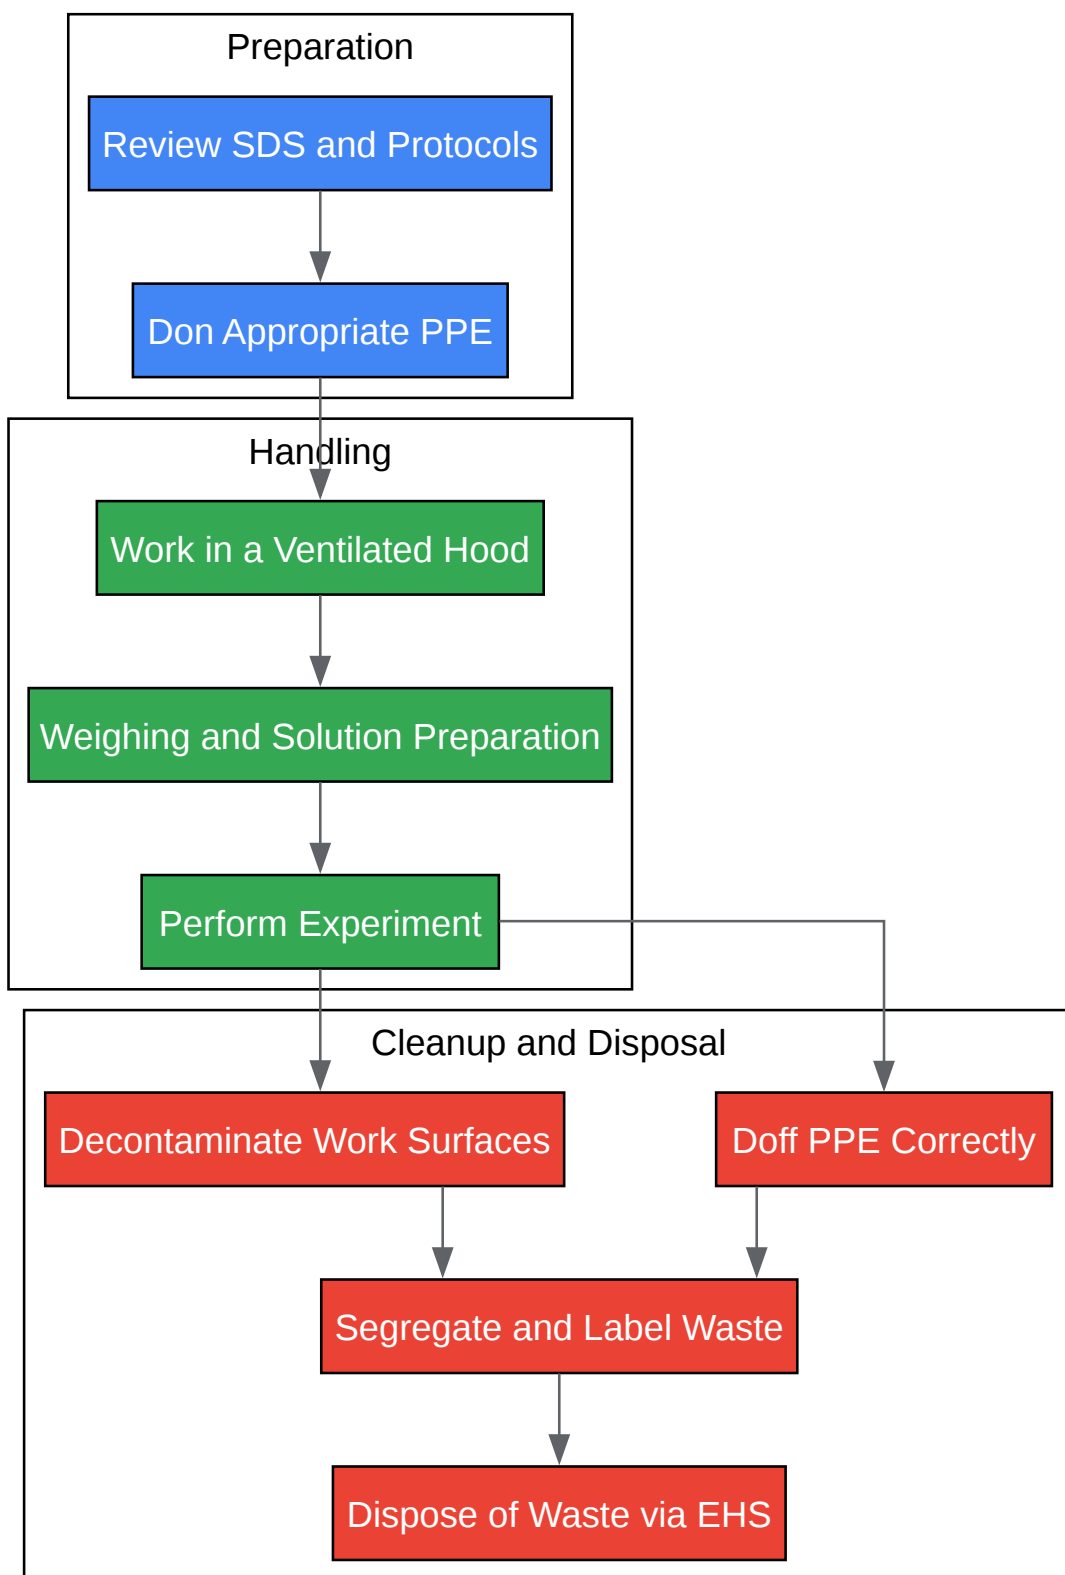 Preparation
Review SDS and Protocols
Don Appropriate PPE
Handling
Work in a Ventilated Hood
Weighing and Solution Preparation
Perform Experiment
Cleanup and Disposal
Decontaminate Work Surfaces
Doff PPE Correctly
Segregate and Label Waste
Dispose of Waste via EHS